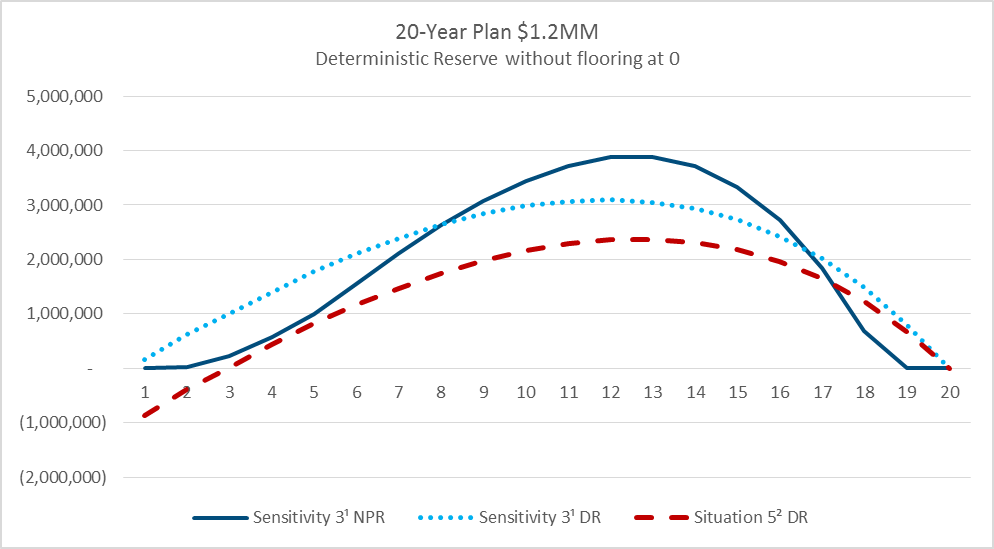 20-Year Plan $1.2MM
Deterministic Reserve without flooring at 0
5,000,000
4,000,000
3,000,000
2,000,000
1,000,000
-
1 2 3 4 5 6 7 8 9 10 11 12 13 14 15 16 17 18 19 20
(1,000,000)
(2,000,000)
Sensitivity 3¹ NPR Sensitivity 3¹ DR Situation 5² DR